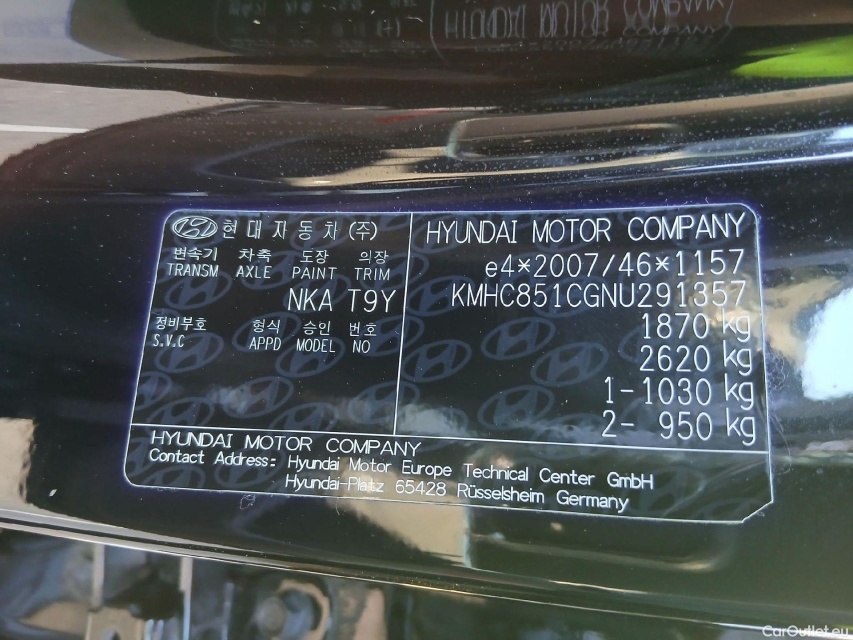 HYUNDAI MOTOR COMPANY
현대자동차(주)
변속기 차축 도장 의장
TRANSM AXLE PAINT TRIM
NKA T9Y
정비부호 형식 승인 번호
S.V.C APPD MODEL NO
HYUNDAI MOTOR COMPANY
e4*2007/46*1157
KMHC851CGNU291357
1870 kg
2620 kg
1-1030 kg
2- 950 kg
HYUNDAI MOTOR COMPANY
Contact Address: Hyundai Motor Europe Technical Center GmbH
Hyundai-Platz 65428 Rüsselsheim Germany
CarOutlet.eu